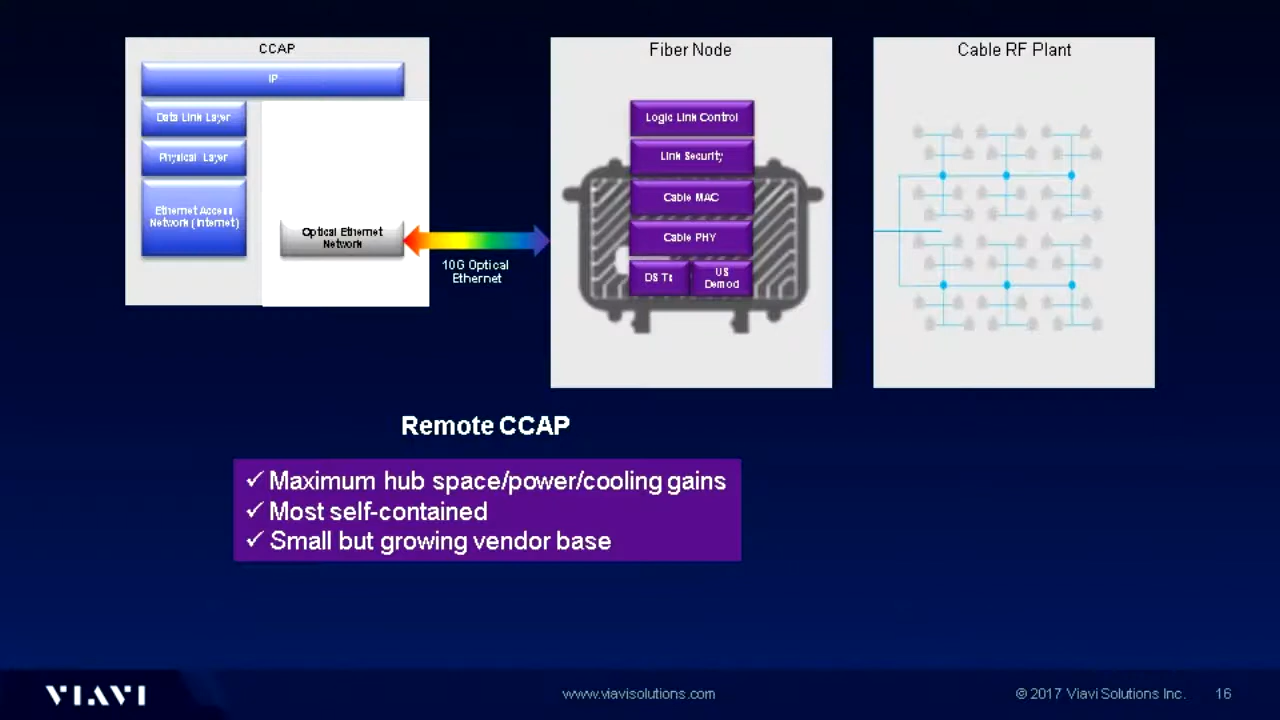 CCAP
IP
Data Link Layer
Physical Layer
Ethernet Access
Network (Internet)
Optical Ethernet
Network
10G Optical
Ethernet
Fiber Node
Logic Link Control
Link Security
Cable MAC
Cable PHY
DS Tx
US
Demod
Cable RF Plant
Remote CCAP
✓ Maximum hub space/power/cooling gains
✓ Most self-contained
✓ Small but growing vendor base
VIAVI
www.viavisolutions.com
© 2017 Viavi Solutions Inc.
16